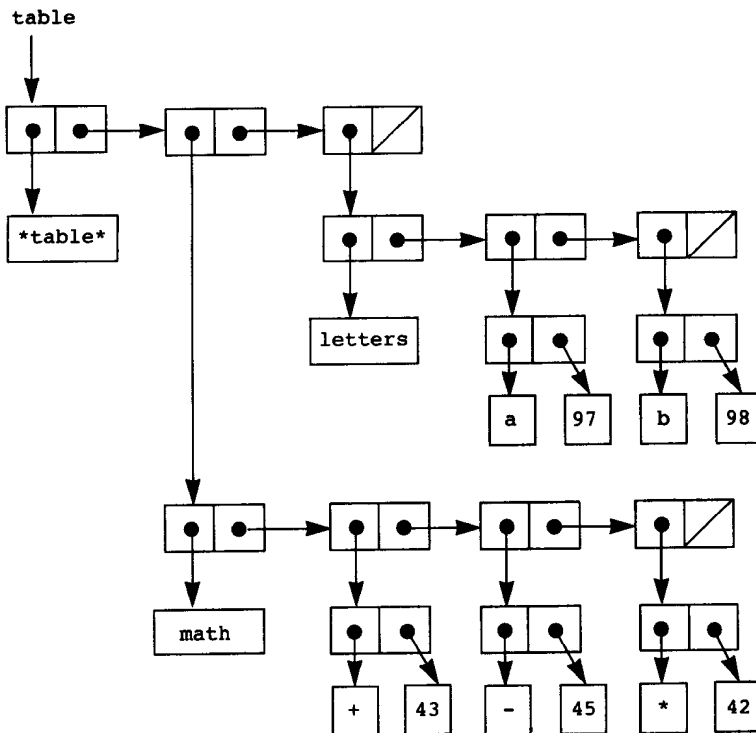 table
*table*
letters
a 97 b 98
math
+ 43 - 45 * 42